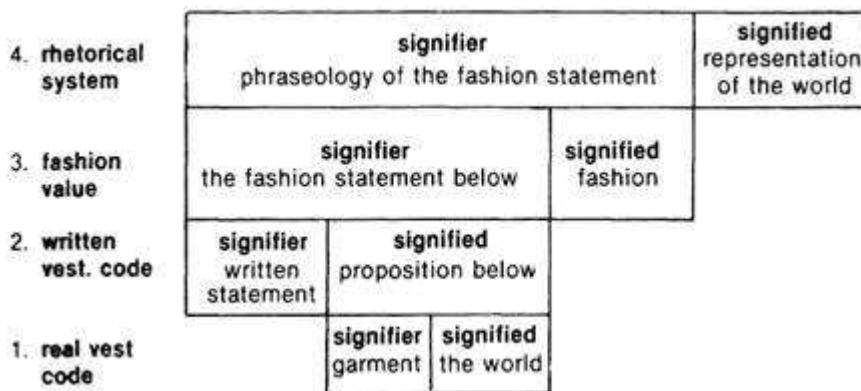 4. rhetorical system
signifier
phraseology of the fashion statement
signified
representation
of the world
3. fashion value
signifier
the fashion statement below
signified
fashion
2. written vest. code
signifier
written
statement
signified
proposition below
1. real vest code
signifier
garment
signified
the world